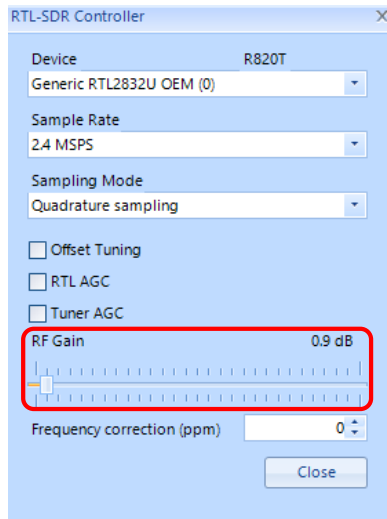 RTL-SDR Controller
Device R820T
Generic RTL2832U OEM (0)
Sample Rate
2.4 MSPS
Sampling Mode
Quadrature sampling
Offset Tuning
RTL AGC
Tuner AGC
RF Gain 0.9 dB
Frequency correction (ppm) 0
Close